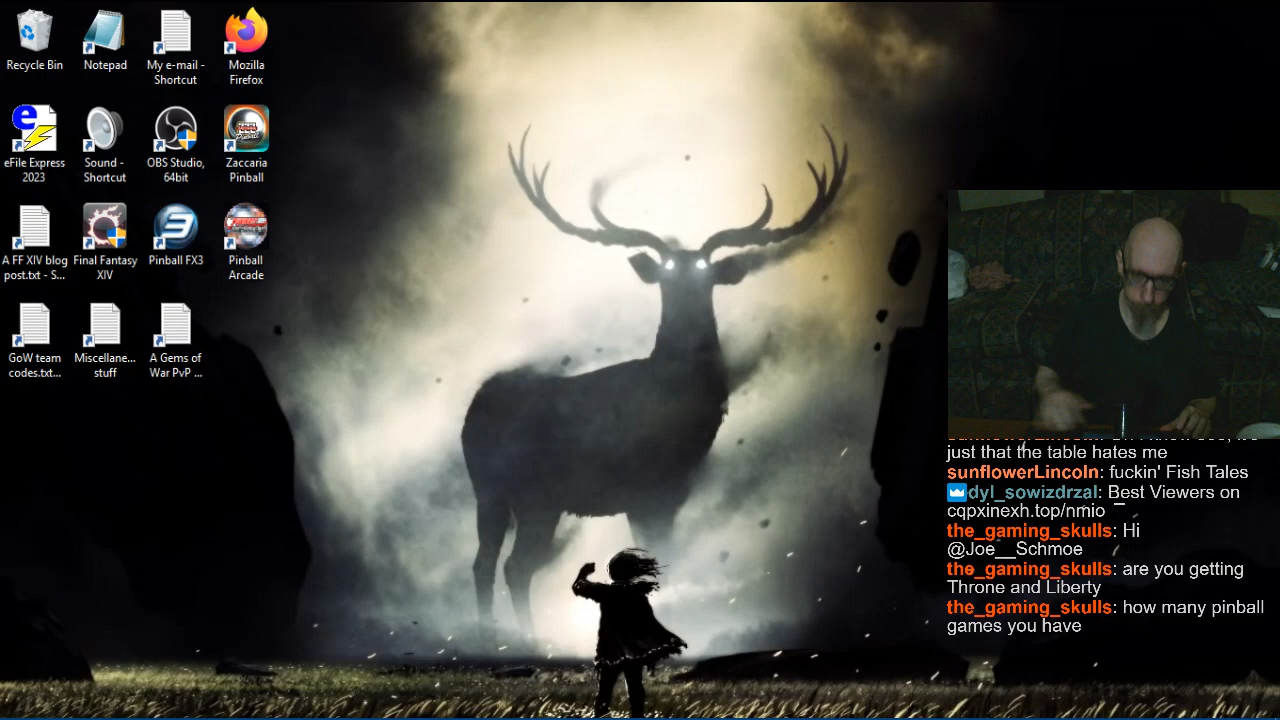 Recycle Bin
Notepad
My e-mail -
Shortcut
Mozilla
Firefox
eFile Express
2023
Sound -
Shortcut
OBS Studio,
64bit
Zaccaria
Pinball
A FF XIV blog
post.txt - S...
Final Fantasy
XIV
Pinball FX3
Pinball
Arcade
GoW team
codes.txt...
Miscellane...
stuff
A Gems of
War PvP ...
just that the table hates me
sunflowerLincoln: fuckin' Fish Tales
dyl_sowizdrzal: Best Viewers on
cqpxinexh.top/nmio
the_gaming_skulls: Hi
@Joe__Schmoe
the_gaming_skulls: are you getting
Throne and Liberty
the_gaming_skulls: how many pinball
games you have